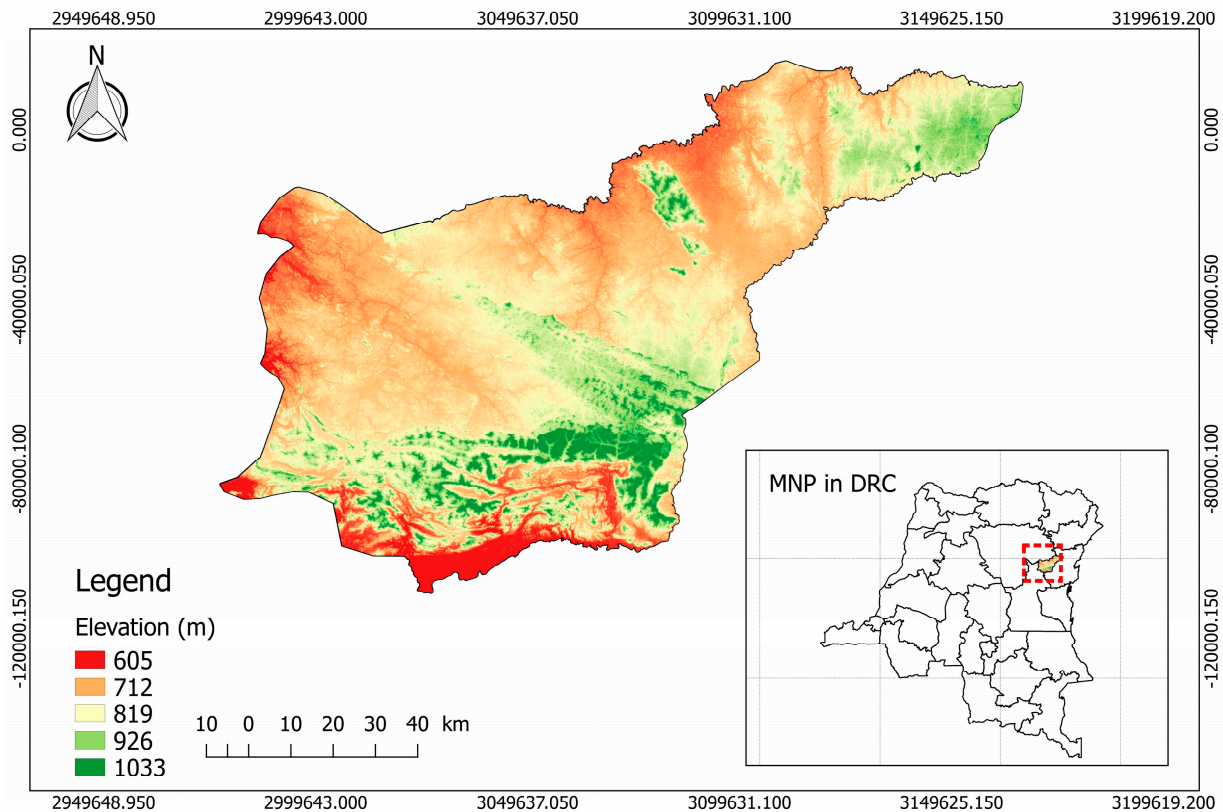 2949648.950 2999643.000 3049637.050 3099631.100 3149625.150 3199619.200
N
0.000 0.000
-40000.050 -40000.050
-80000.100 -80000.100
-120000.150 -120000.150
MNP in DRC
Legend
Elevation (m)
605
712
819
926
1033
10 0 10 20 30 40 km
2949648.950 2999643.000 3049637.050 3099631.100 3149625.150 3199619.200